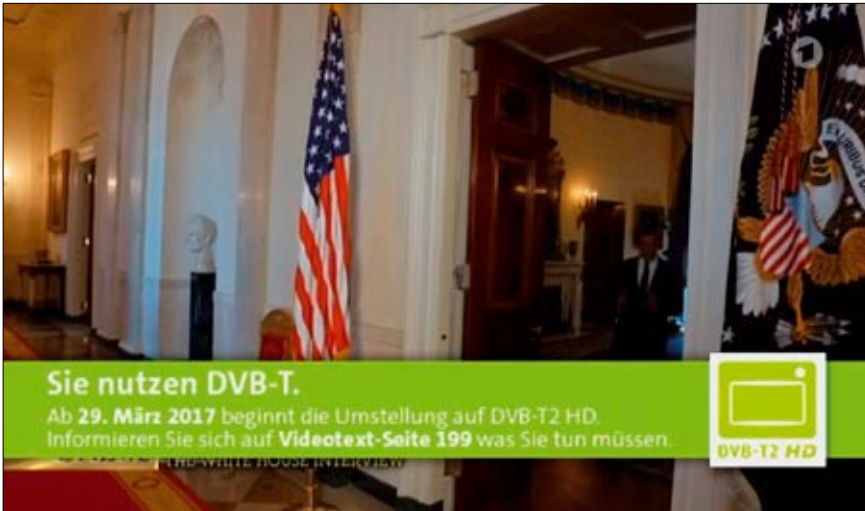 E PLURIBUS
Sie nutzen DVB-T.
Ab 29. März 2017 beginnt die Umstellung auf DVB-T2 HD.
Informieren Sie sich auf Videotext-Seite 199 was Sie tun müssen.
DVB-T2 HD
THE WHITE HOUSE INTERVIEW